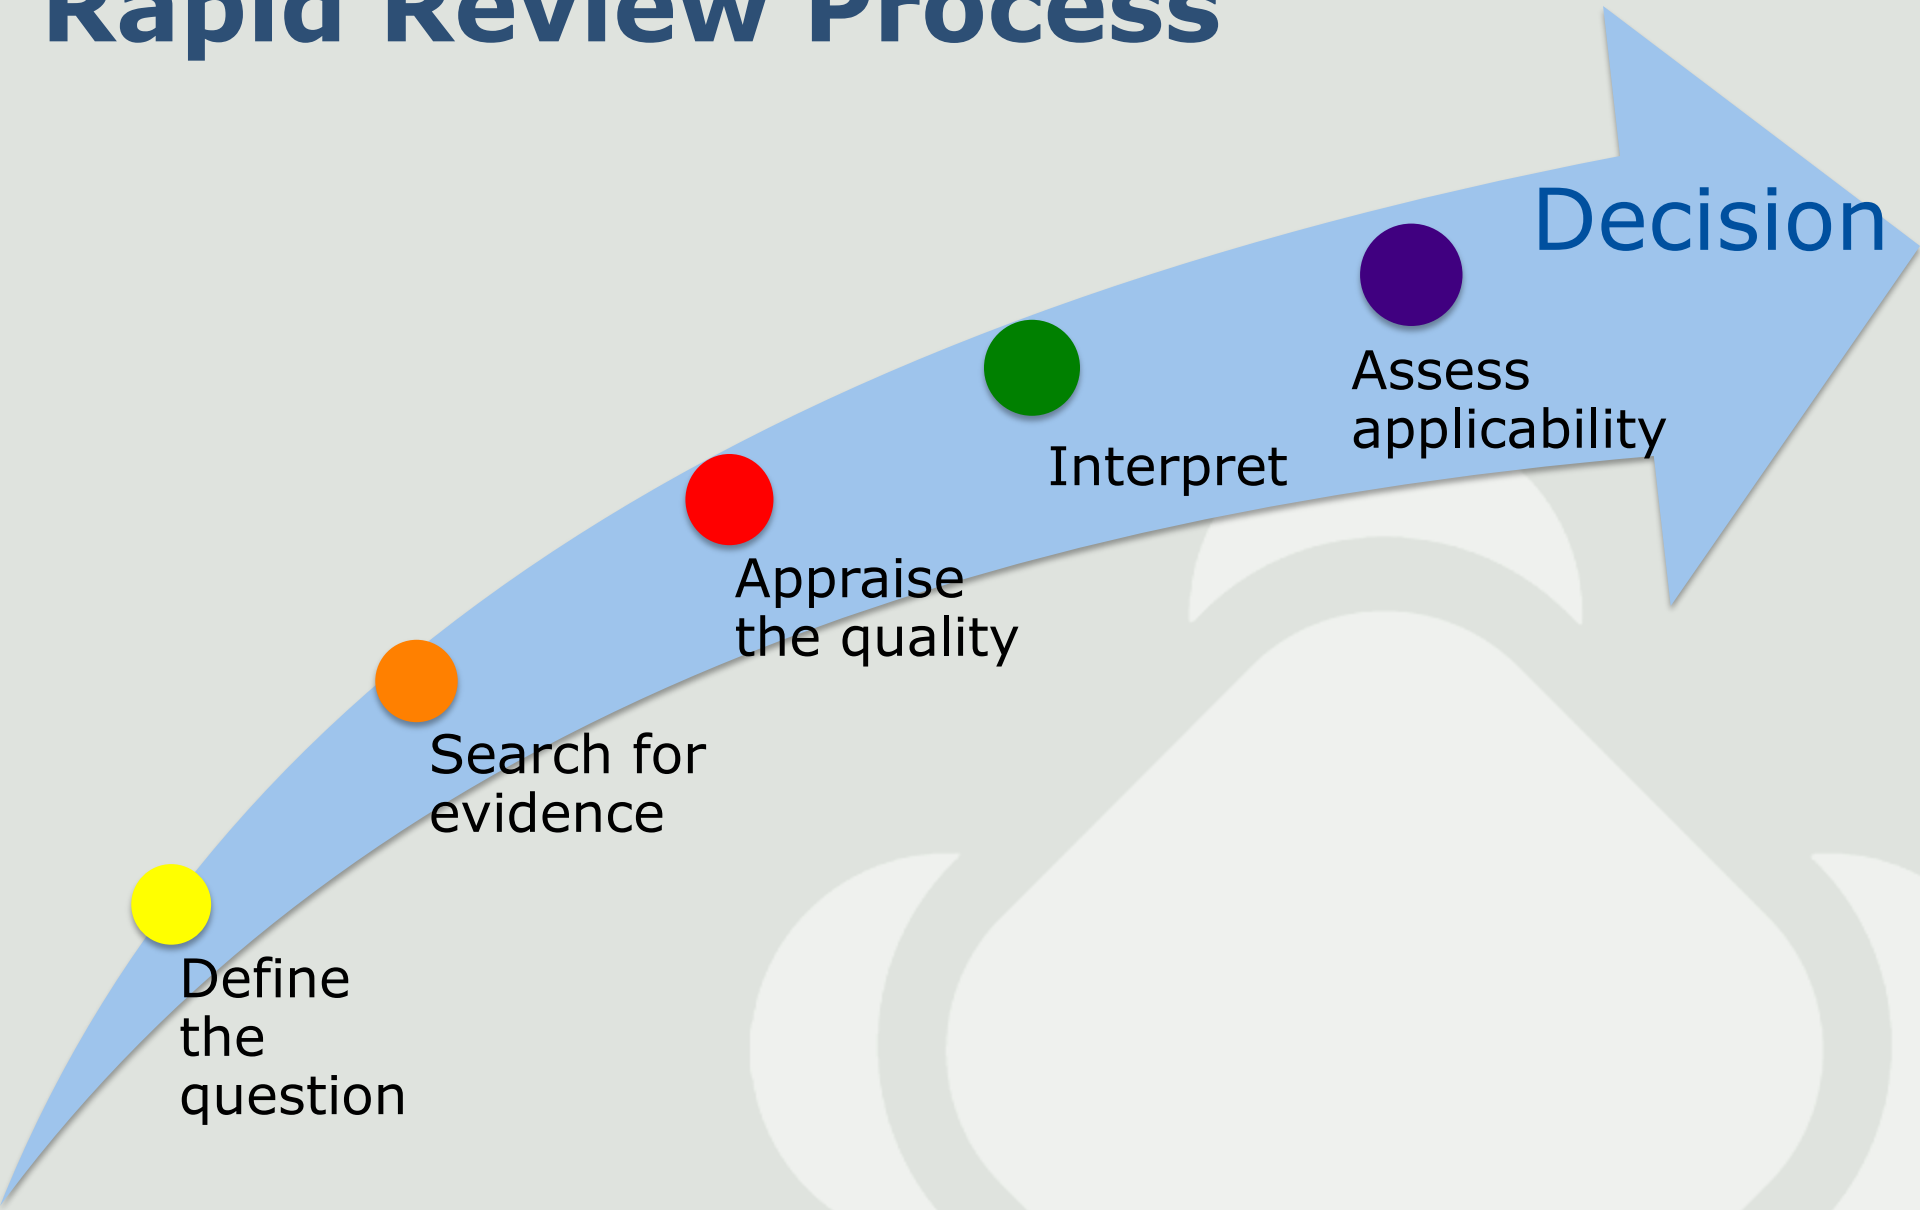 Rapid Review Process
Decision
Assess
applicability
Interpret
Appraise
the quality
Search for
evidence
Define
the
question